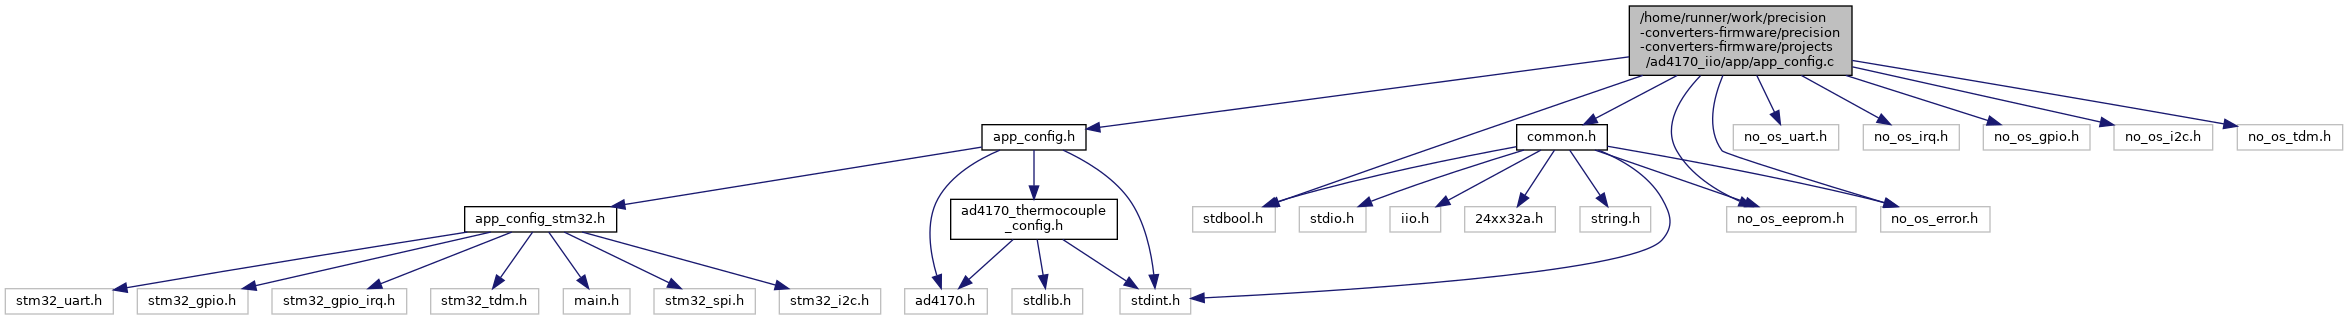 /home/runner/work/precision
-converters-firmware/precision
-converters-firmware/projects
/ad4170_iio/app/app_config.c
app_config.h
common.h
no_os_uart.h
no_os_irq.h
no_os_gpio.h
no_os_i2c.h
no_os_tdm.h
app_config_stm32.h
ad4170_thermocouple
_config.h
stdbool.h
stdio.h
iio.h
24xx32a.h
string.h
no_os_eeprom.h
no_os_error.h
stm32_uart.h
stm32_gpio.h
stm32_gpio_irq.h
stm32_tdm.h
main.h
stm32_spi.h
stm32_i2c.h
ad4170.h
stdlib.h
stdint.h